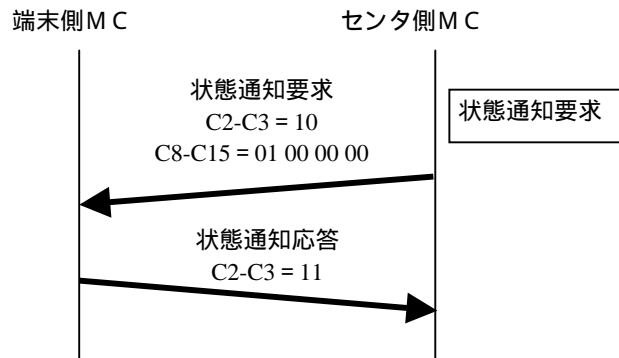 端末側ＭＣ
センタ側ＭＣ
状態通知要求
C2-C3 = 10
C8-C15 = 01 00 00 00
状態通知要求
状態通知応答
C2-C3 = 11